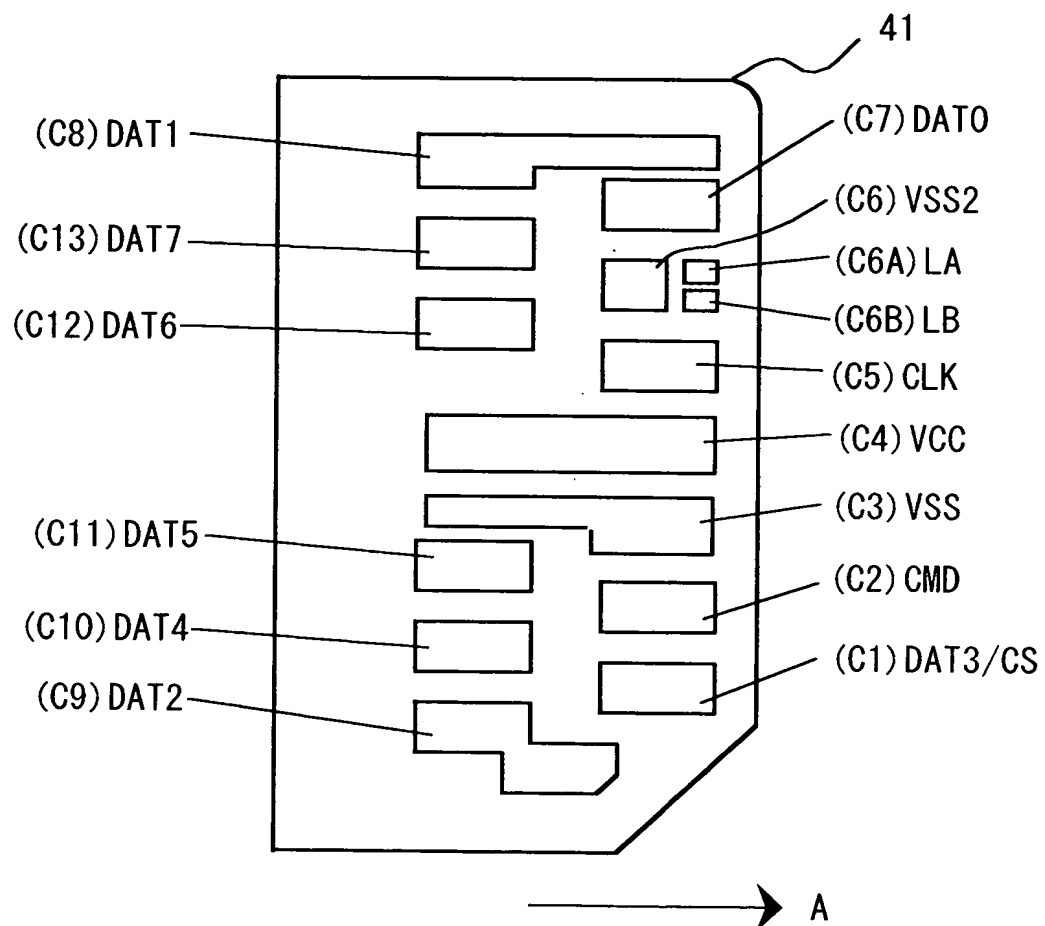 41
(C8) DAT1
(C7) DAT0
(C13) DAT7
(C6) VSS2
(C6A) LA
(C12) DAT6
(C6B) LB
(C5) CLK
(C4) VCC
(C3) VSS
(C11) DAT5
(C2) CMD
(C10) DAT4
(C1) DAT3/CS
(C9) DAT2
A